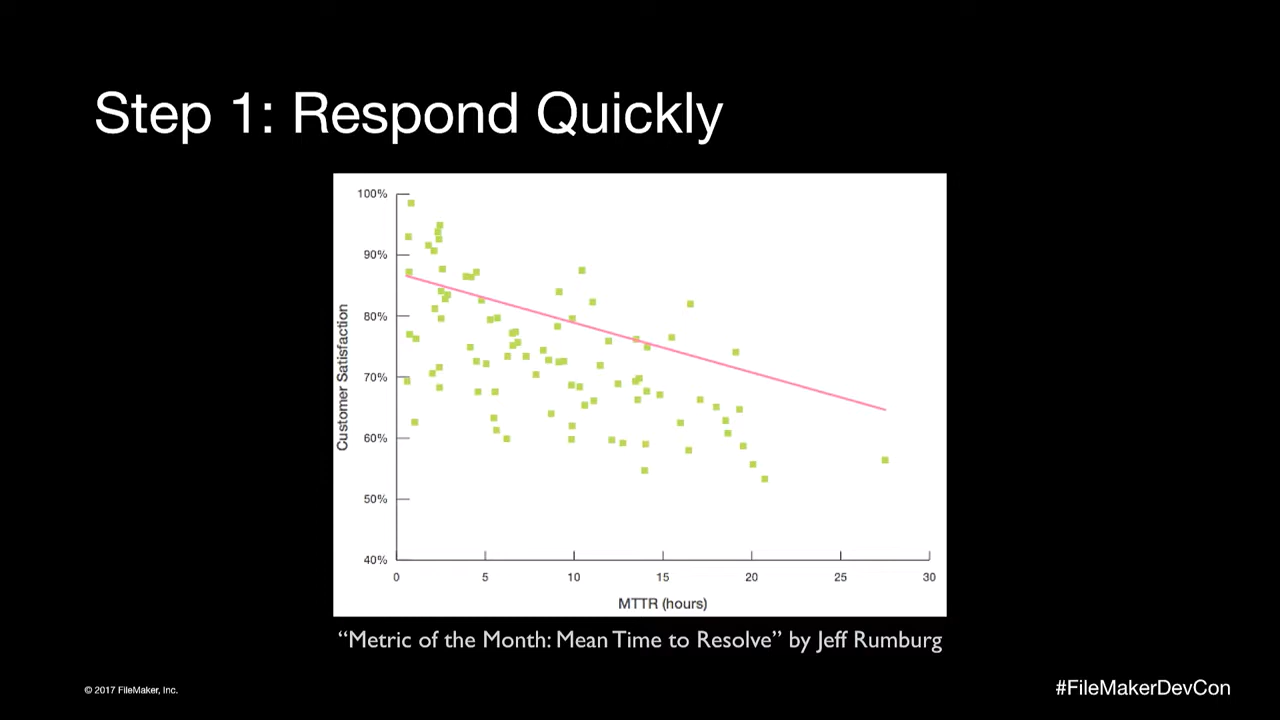 Step 1: Respond Quickly
100%
90%
80%
70%
60%
50%
40%
Customer Satisfaction
0 5 10 15 20 25 30
MTTR (hours)
“Metric of the Month: Mean Time to Resolve” by Jeff Rumburg
© 2017 FileMaker, Inc.
#FileMakerDevCon